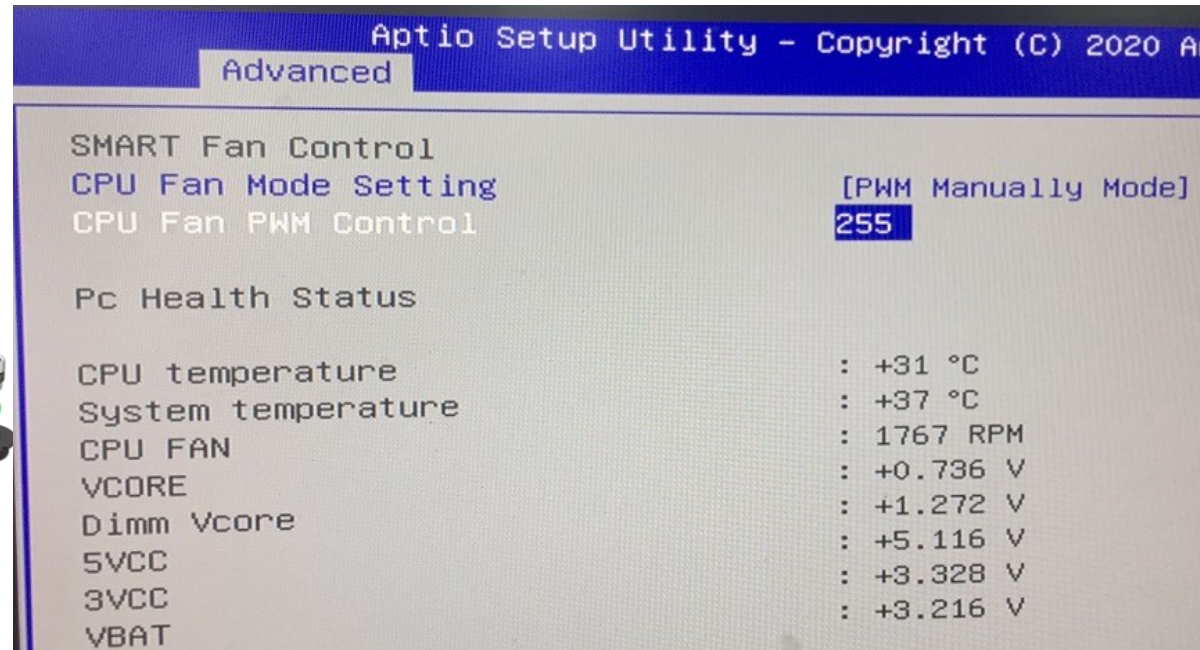 Aptio Setup Utility – Copyright (C) 2020
Advanced
SMART Fan Control
CPU Fan Mode Setting [PWM Manually Mode]
CPU Fan PWM Control 255
Pc Health Status
CPU temperature : +31 °C
System temperature : +37 °C
CPU FAN : 1767 RPM
VCORE : +0.736 V
Dimm Vcore : +1.272 V
5VCC : +5.116 V
3VCC : +3.328 V
VBAT : +3.216 V